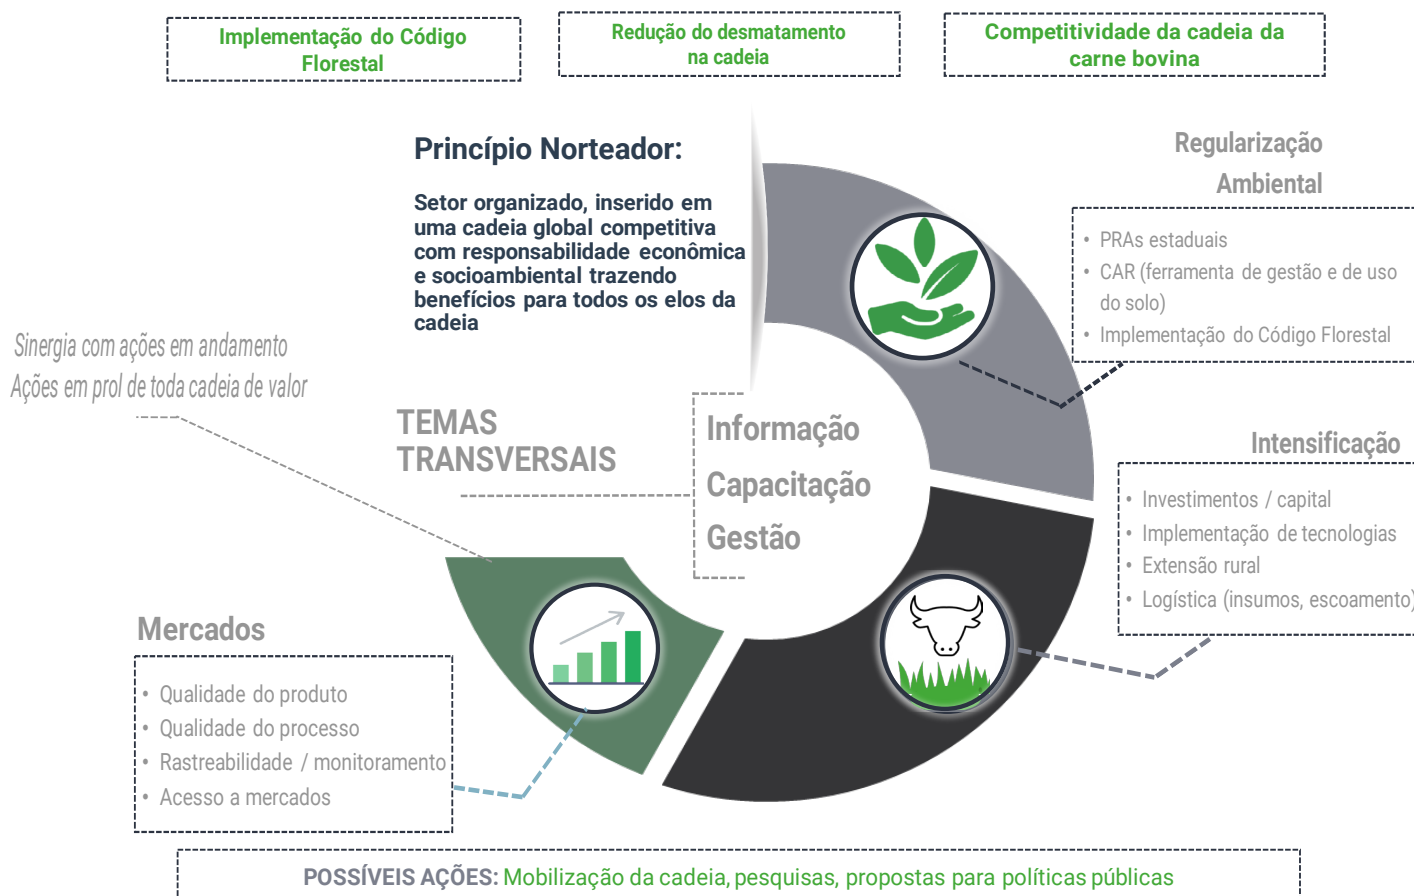 Implementação do Código
Florestal
Redução do desmatamento
na cadeia
Competitividade da cadeia da
carne bovina
Princípio Norteador:
Setor organizado, inserido em
uma cadeia global competitiva
com responsabilidade econômica
e socioambiental trazendo
benefícios para todos os elos da
cadeia
Regularização
Ambiental
• PRAs estaduais
• CAR (ferramenta de gestão e de uso
do solo)
• Implementação do Código Florestal
Sinergia com ações em andamento
Ações em prol de toda cadeia de valor
TEMAS
TRANSVERSAIS
Informação
Capacitação
Gestão
Intensificação
• Investimentos / capital
• Implementação de tecnologias
• Extensão rural
• Logística (insumos, escoamento)
Mercados
• Qualidade do produto
• Qualidade do processo
• Rastreabilidade / monitoramento
• Acesso a mercados
POSSÍVEIS AÇÕES: Mobilização da cadeia, pesquisas, propostas para políticas públicas